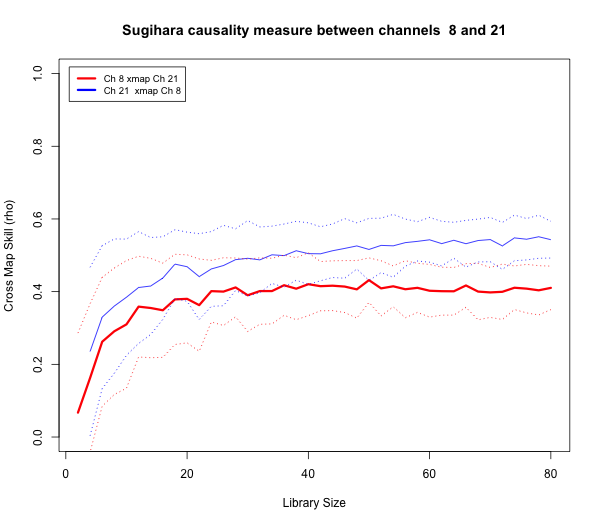 Sugihara causality measure between channels  8 and 21
Ch 8 xmap Ch 21
Ch 21  xmap Ch 8
Cross Map Skill (rho)
1.0
0.8
0.6
0.4
0.2
0.0
0 20 40 60 80
Library Size